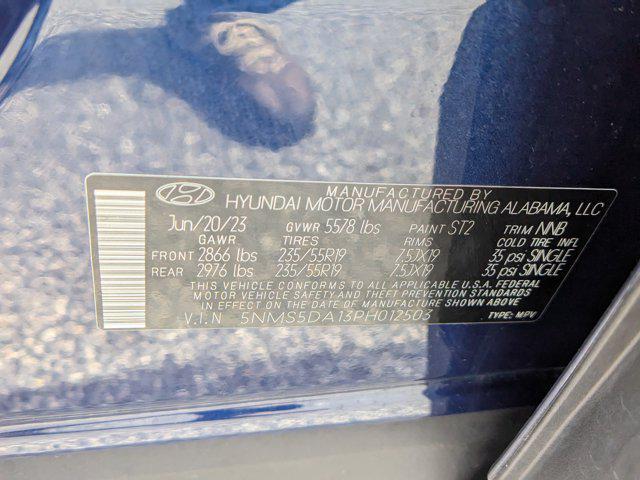 MANUFACTURED BY
HYUNDAI MOTOR MANUFACTURING ALABAMA, LLC
Jun/20/23 GVWR 5578 lbs PAINT ST2 TRIM NNB
GAWR TIRES RIMS COLD TIRE INFL
FRONT 2866 lbs 235/55R19 7.5JX19 35 psi SINGLE
REAR 2976 lbs 235/55R19 7.5JX19 35 psi SINGLE
THIS VEHICLE CONFORMS TO ALL APPLICABLE U.S.A. FEDERAL
MOTOR VEHICLE SAFETY AND THEFT PREVENTION STANDARDS
IN EFFECT ON THE DATE OF MANUFACTURE SHOWN ABOVE.
V.I.N 5NMS5DA13PH012503 TYPE: MPV